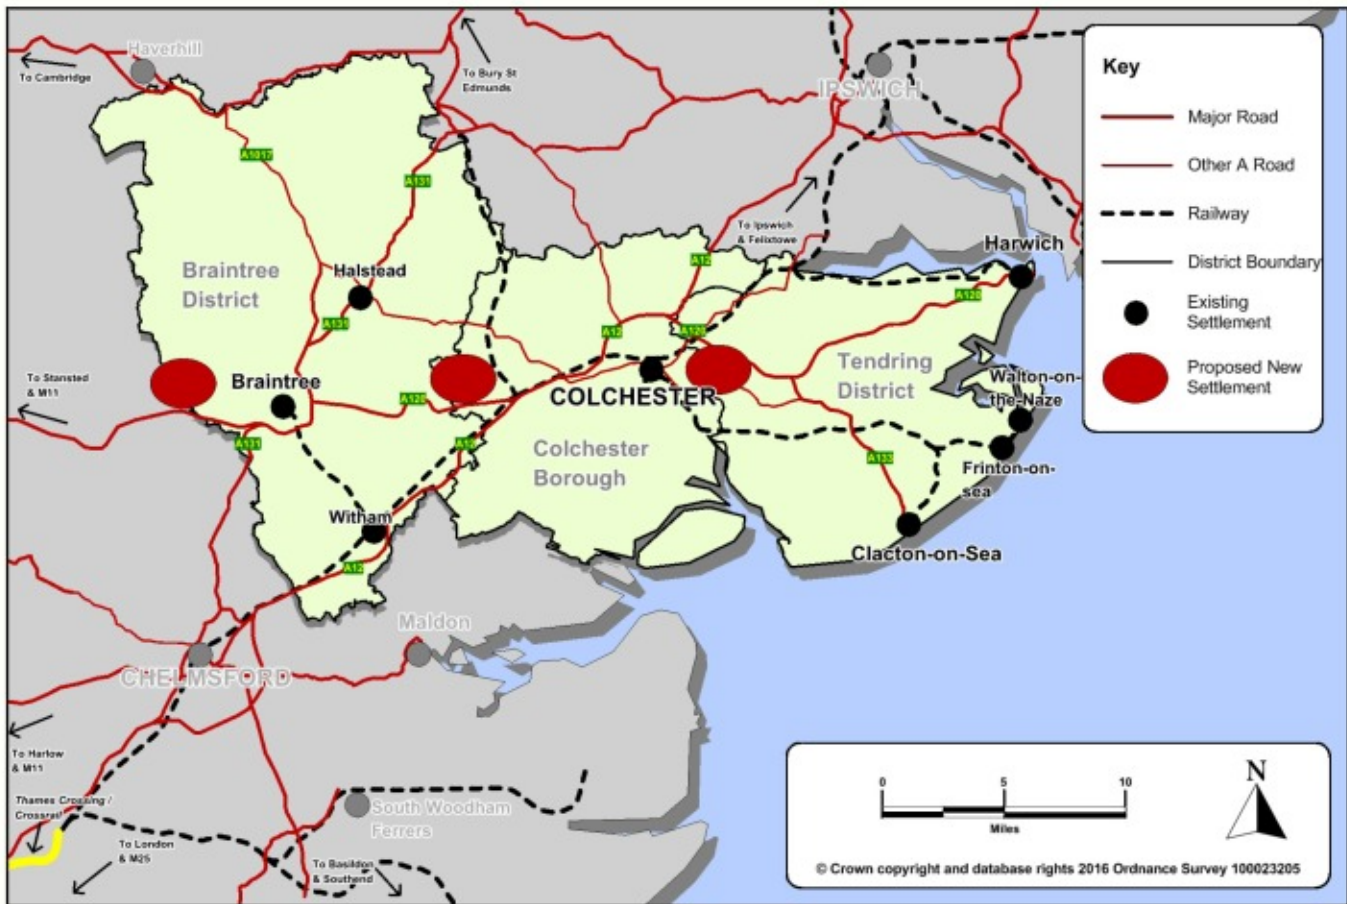 Haverhill
To Cambridge
To Bury St
Edmunds
IPSWICH
A1017
A131
To Ipswich
& Felixtowe
Harwich
Braintree
District
Halstead
A12
A120
A131
A12
A120
To Stansted
& M11
Braintree
A120
COLCHESTER
Tendring
District
Walton-on-
the-Naze
A131
A12
Colchester
Borough
A133
Frinton-on-
sea
Witham
Clacton-on-Sea
A12
Maldon
CHELMSFORD
To Harlow
& M11
Thames Crossing /
Crossrail
South Woodham
Ferrers
To London
& M25
To Basildon
& Southend
Key
Major Road
Other A Road
Railway
District Boundary
Existing
Settlement
Proposed New
Settlement
0 5 10
Miles
N
© Crown copyright and database rights 2016 Ordnance Survey 100023205